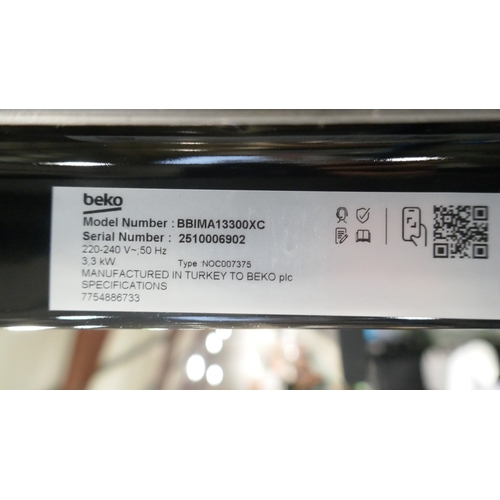 beko
Model Number : BBIMA13300XC
Serial Number : 2510006902
220-240 V~;50 Hz
3,3 kW Type :NOC007375
MANUFACTURED IN TURKEY TO BEKO plc
SPECIFICATIONS
7754886733